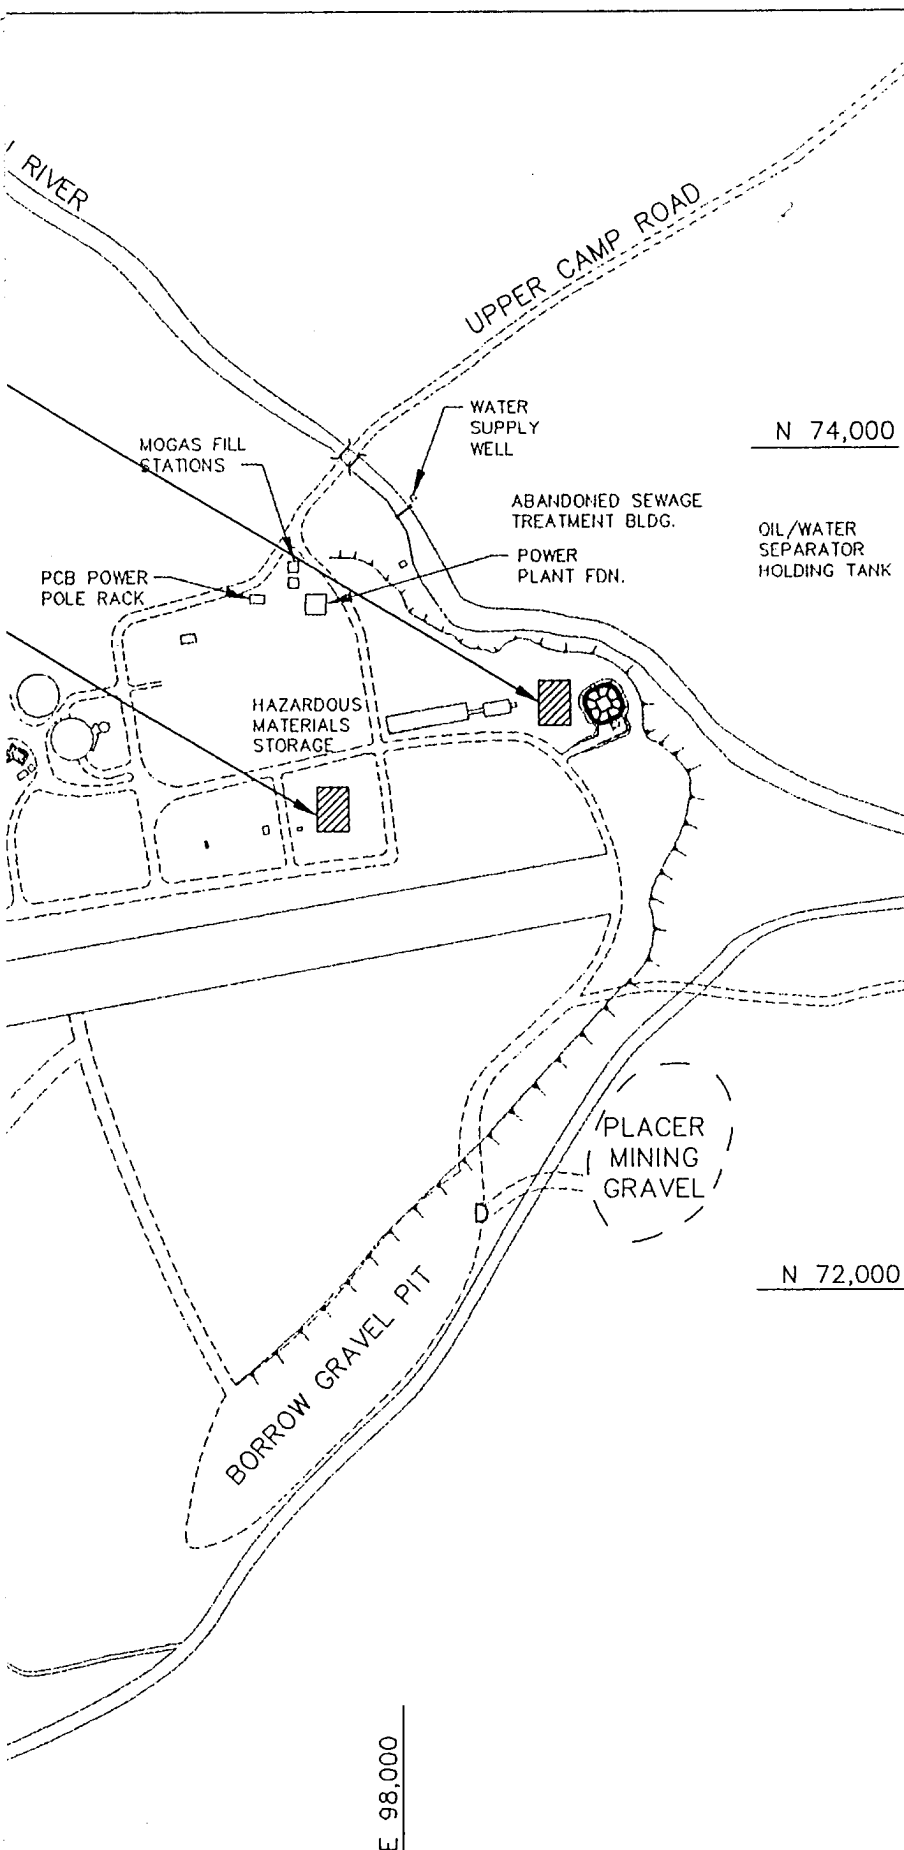 RIVER
UPPER CAMP ROAD
WATER
SUPPLY
WELL
N 74,000
MOGAS FILL
STATIONS
ABANDONED SEWAGE
TREATMENT BLDG.
OIL/WATER
SEPARATOR
HOLDING TANK
POWER
PLANT FDN.
PCB POWER
POLE RACK
HAZARDOUS
MATERIALS
STORAGE
PLACER
MINING
GRAVEL
D
N 72,000
BORROW GRAVEL PIT
E 98,000